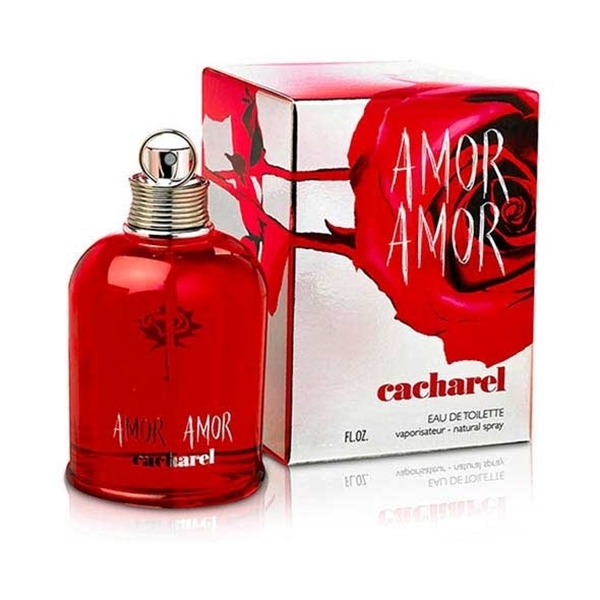 AMOR
AMOR
cacharel
EAU DE TOILETTE
FL.OZ. vaporisateur - natural spray
AMOR AMOR
cacharel